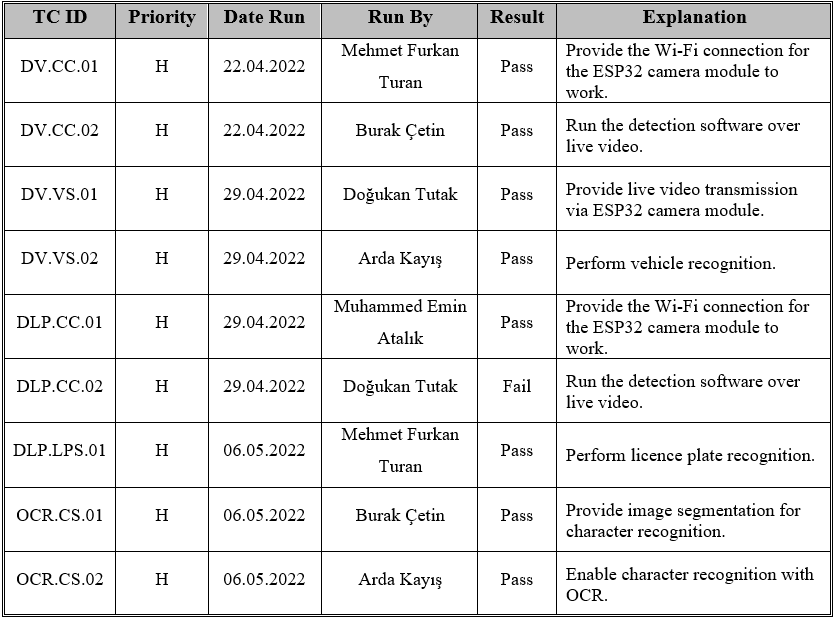 TC ID Priority Date Run Run By Result Explanation
DV.CC.01 H 22.04.2022 Mehmet Furkan Turan Pass Provide the Wi-Fi connection for
the ESP32 camera module to
work.
DV.CC.02 H 22.04.2022 Burak Çetin Pass Run the detection software over
live video.
DV.VS.01 H 29.04.2022 Doğukan Tutak Pass Provide live video transmission
via ESP32 camera module.
DV.VS.02 H 29.04.2022 Arda Kayış Pass Perform vehicle recognition.
DLP.CC.01 H 29.04.2022 Muhammed Emin Atalık Pass Provide the Wi-Fi connection for
the ESP32 camera module to
work.
DLP.CC.02 H 29.04.2022 Doğukan Tutak Fail Run the detection software over
live video.
DLP.LPS.01 H 06.05.2022 Mehmet Furkan Turan Pass Perform licence plate recognition.
OCR.CS.01 H 06.05.2022 Burak Çetin Pass Provide image segmentation for
character recognition.
OCR.CS.02 H 06.05.2022 Arda Kayış Pass Enable character recognition with
OCR.